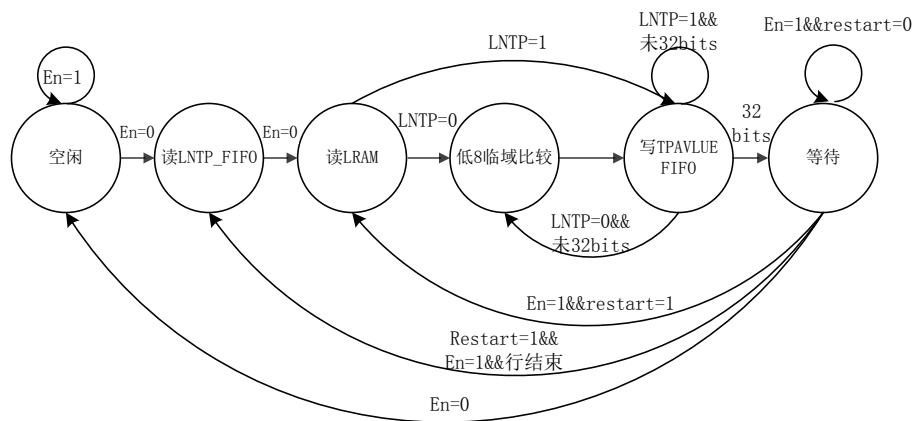 En=1
空闲
En=0
读LNTP_FIFO
En=0
读LRAM
LNTP=1
LNTP=0
低8临域比较
LNTP=1&&
未32bits
写TPAVLUE
FIFO
32
bits
En=1&&restart=0
等待
LNTP=0&&
未32bits
En=1&&restart=1
Restart=1&&
En=1&&行结束
En=0